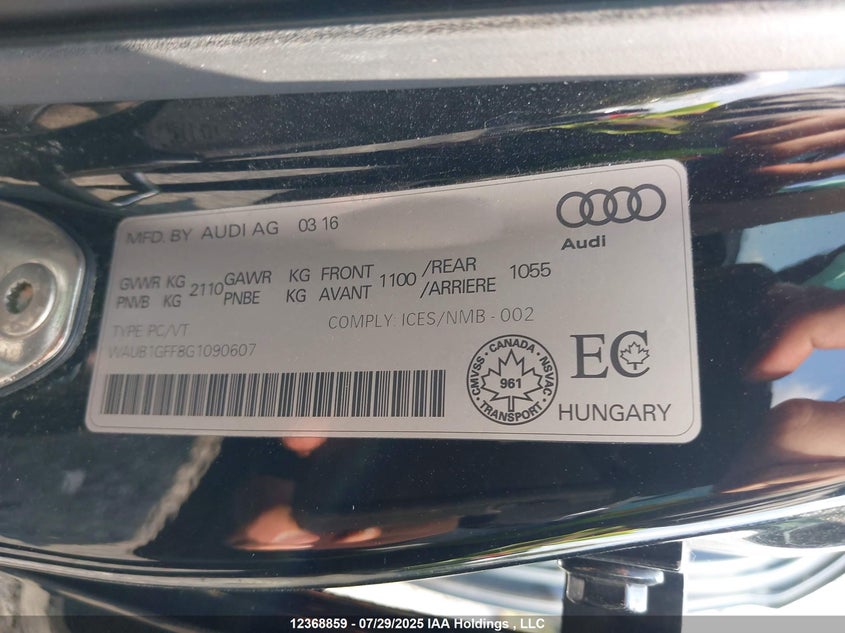 MFD. BY AUDI AG 03 16
Audi
GVWR KG 2110 GAWR KG FRONT 1100 /REAR 1055
PNVB KG PNBE KG AVANT /ARRIERE
COMPLY: ICES/NMB - 002
TYPE: PC/VT
WAUB1GFF8G1090607
CMVSS • CANADA • NSVAC • TRANSPORT •
961
EC
HUNGARY
12368859 - 07/29/2025 IAA Holdings , LLC